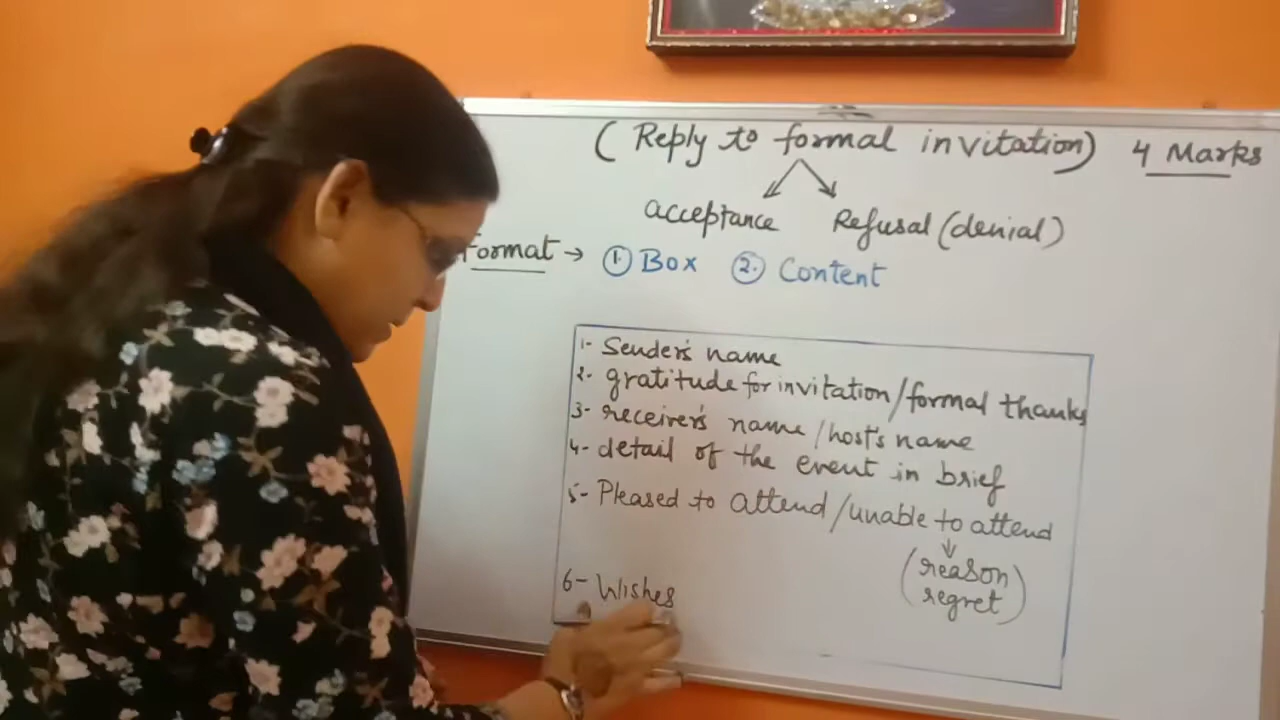 (Reply to formal invitation) 4 Marks
acceptance Refusal (denial)
Format → 1. Box 2. Content
1- Sender's name
2- gratitude for invitation/formal thanks
3- receiver's name/host's name
4- detail of the event in brief
5- Pleased to attend/unable to attend
(reason
regret)
6- Wishes